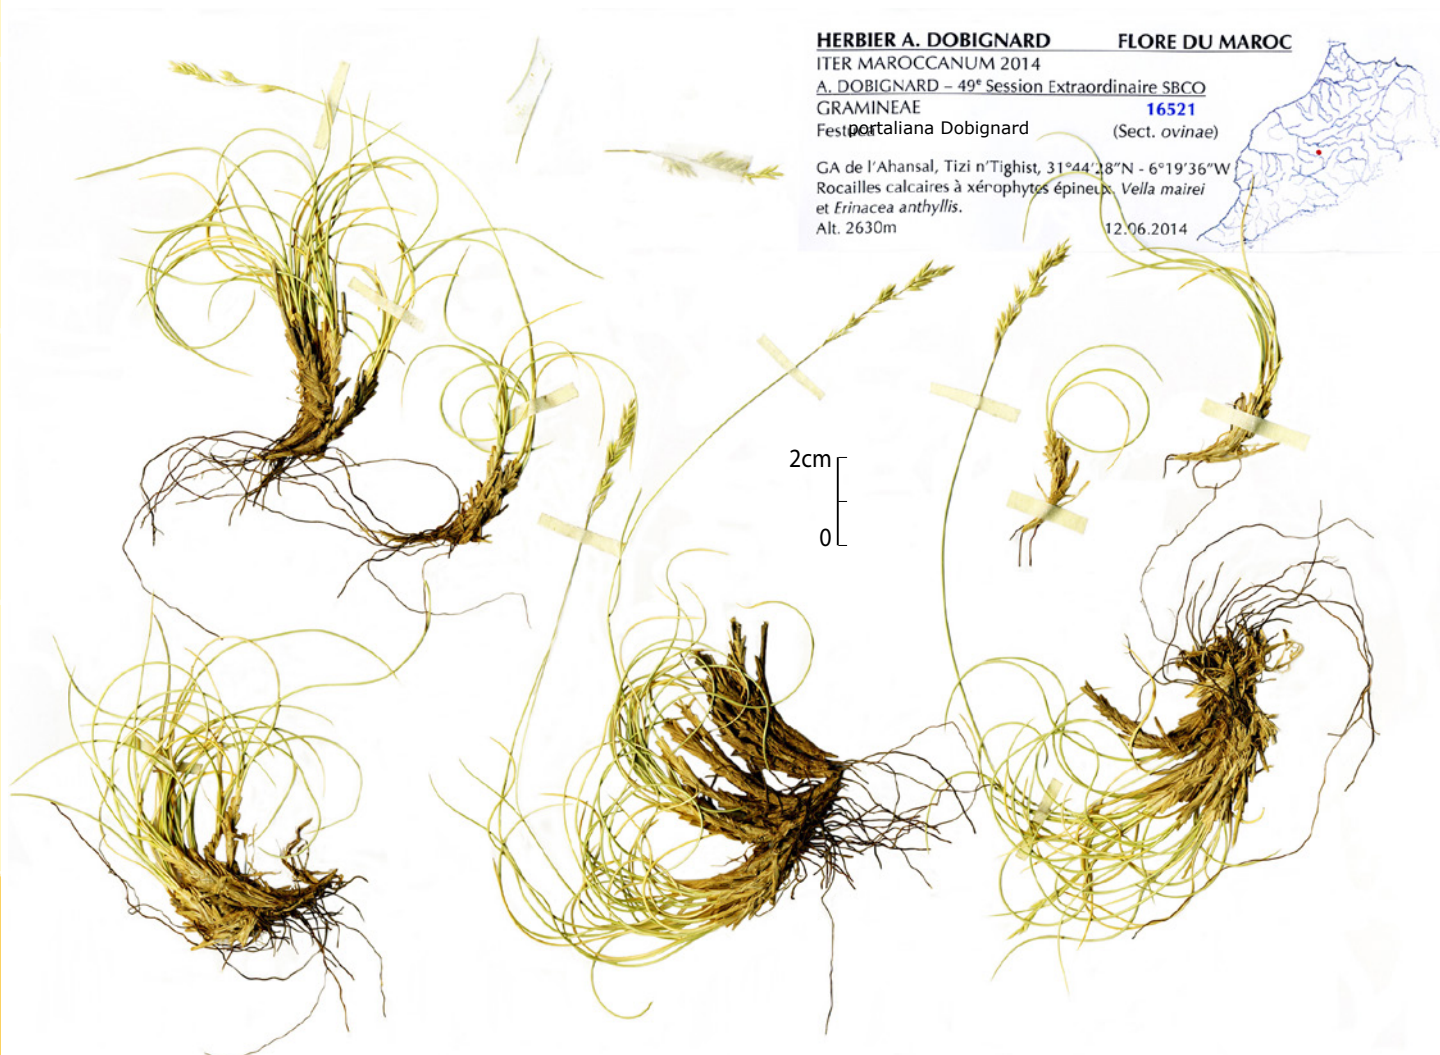 HERBIER A. DOBIGNARD FLORE DU MAROC
ITER MAROCCANUM 2014
A. DOBIGNARD – 49e Session Extraordinaire SBCO
GRAMINEAE 16521
Festuca portaliana Dobignard (Sect. ovinae)
GA de l'Ahansal, Tizi n'Tighist, 31°44'28"N - 6°19'36"W
Rocailles calcaires à xérophytes épineux. Vella mairei
et Erinacea anthyllis.
Alt. 2630m 12.06.2014
2cm
0